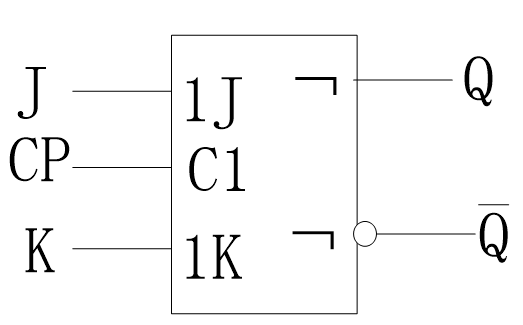 J 1J ¬ Q
CP C1
K 1K ¬ Q̅